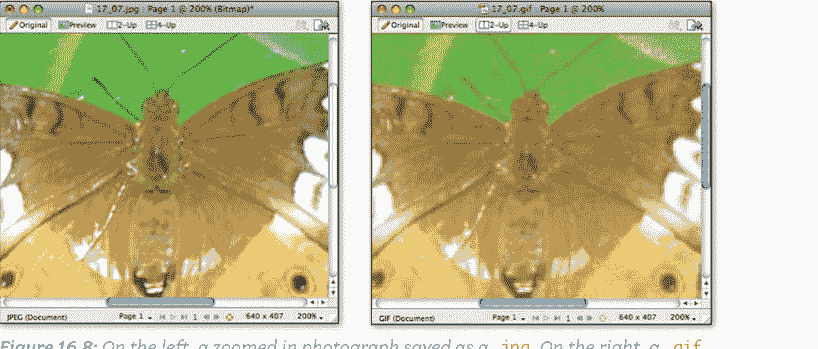 17_07.jpg : Page 1 @ 200% (Bitmap)*
Original Preview 2-Up 4-Up
JPEG (Document) Page 1 1 640 x 407 200%
17_07.gif : Page 1 @ 200%
Original Preview 2-Up 4-Up
GIF (Document) Page 1 1 640 x 407 200%
Figure 16.8: On the left, a zoomed in photograph saved as a .jpg. On the right, a .gif